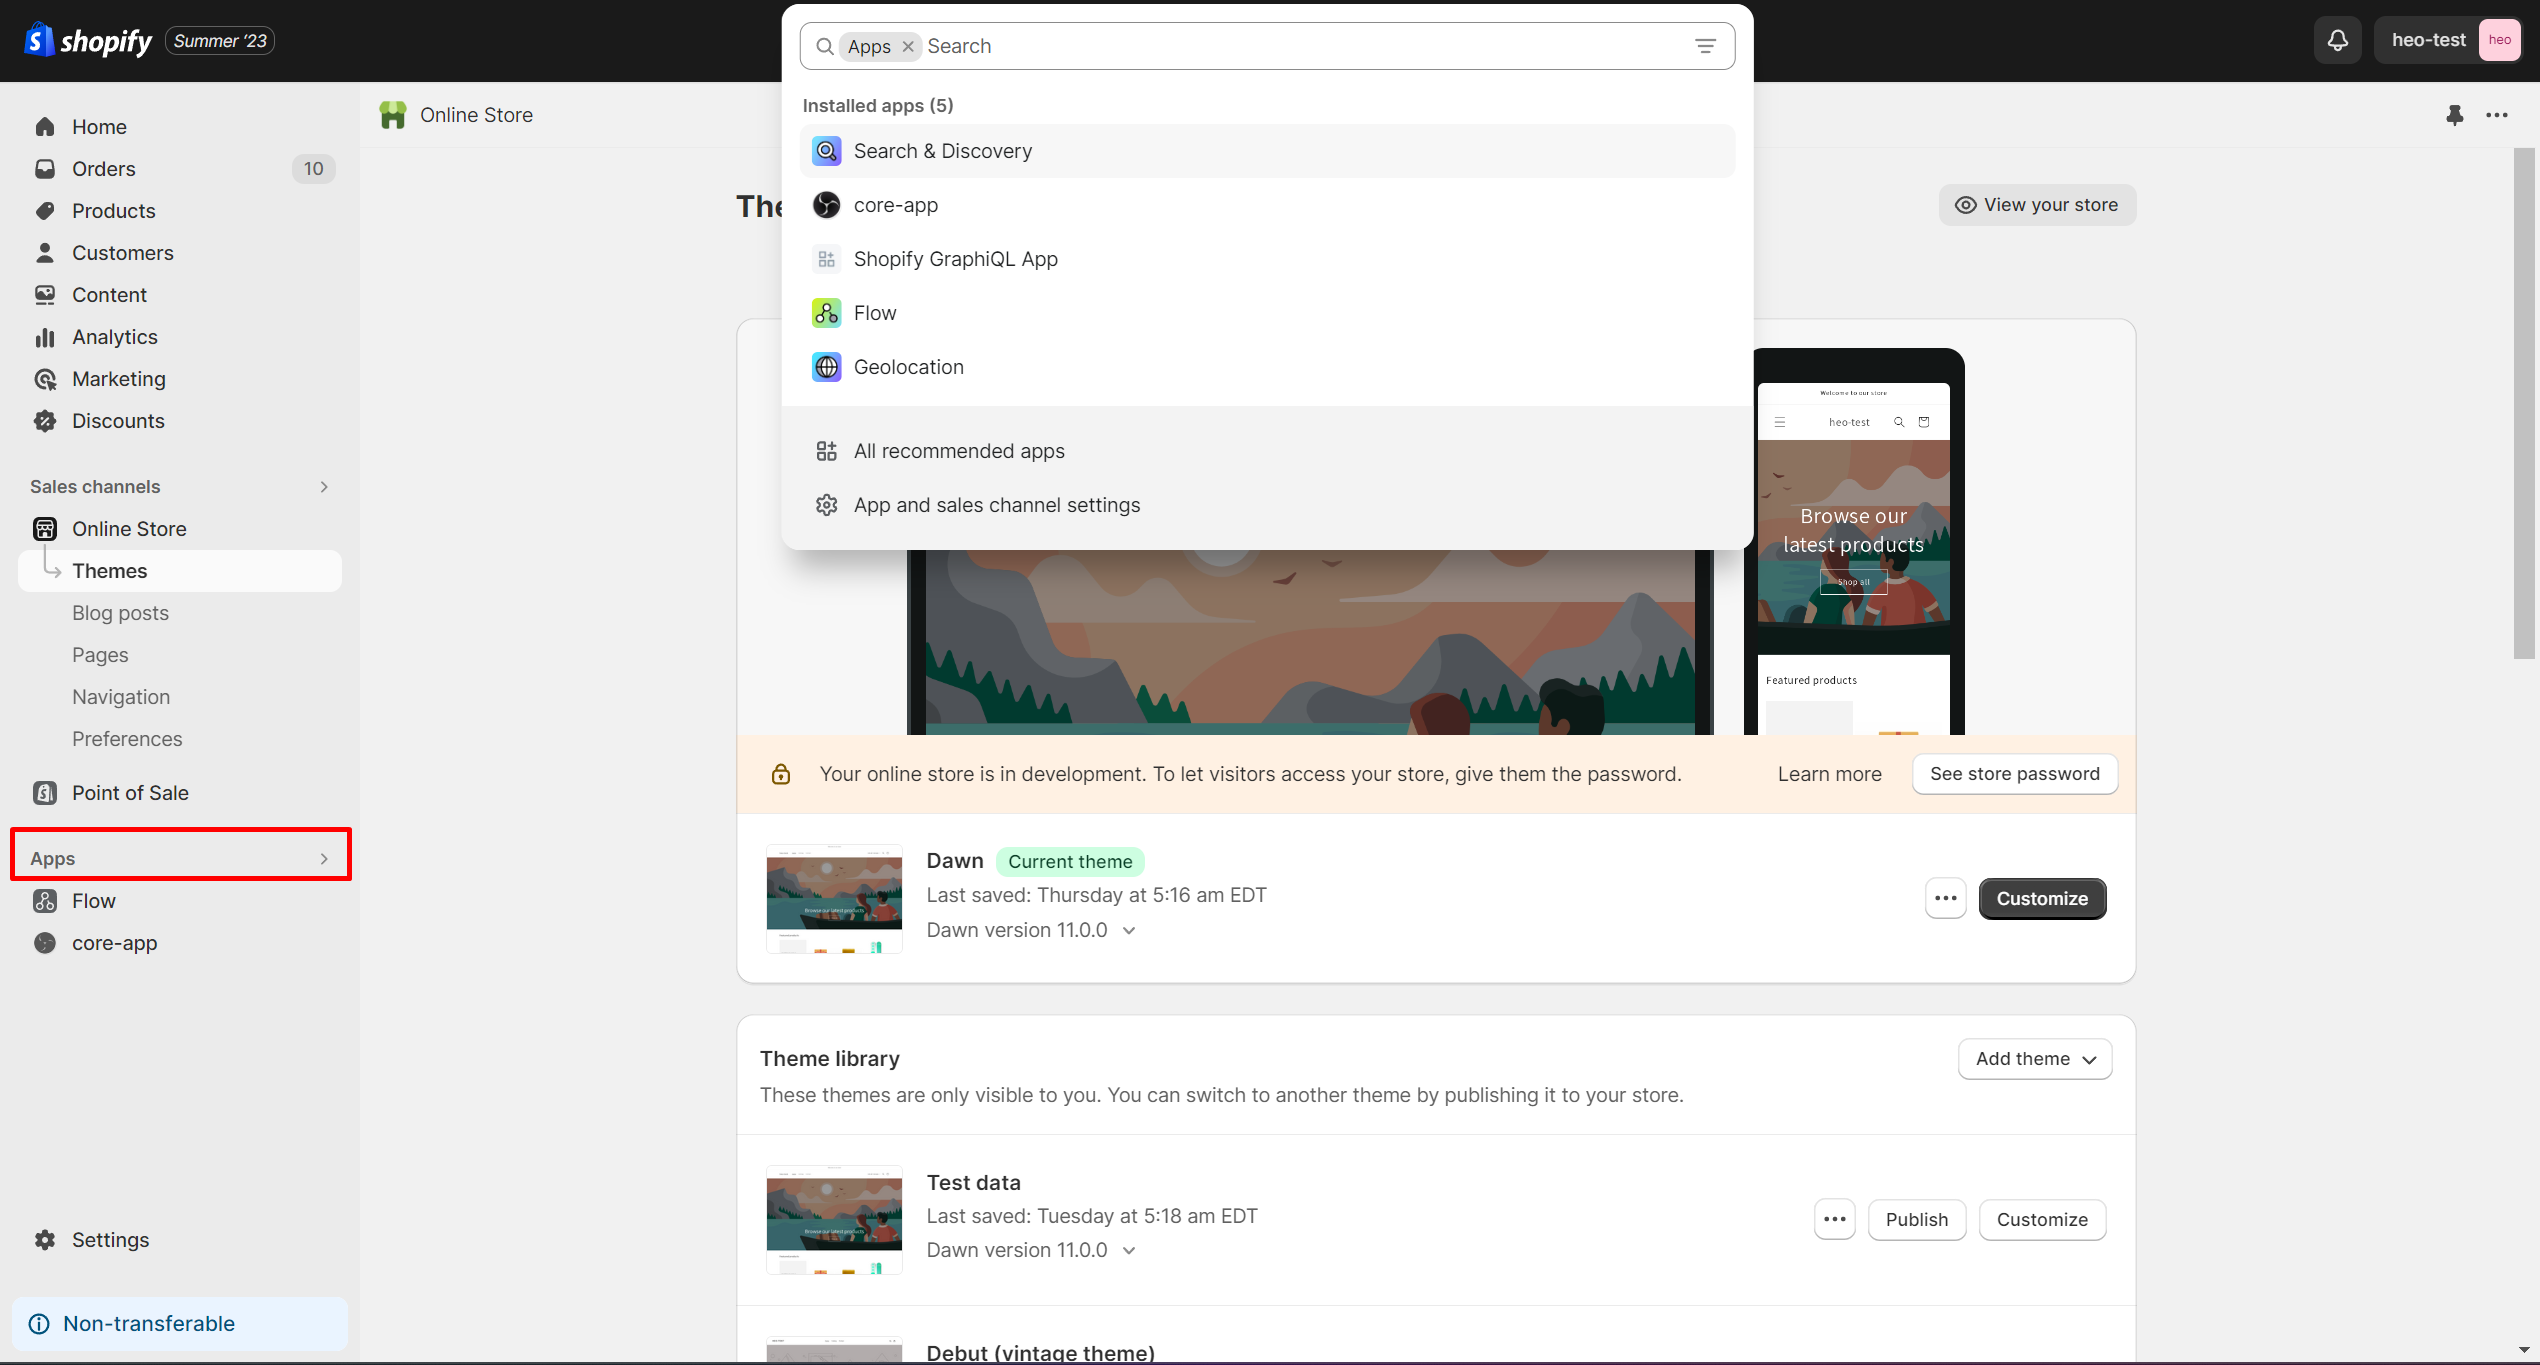 shopify Summer '23
Apps Search
heo-test heo
Installed apps (5)
Search & Discovery
core-app
Shopify GraphiQL App
Flow
Geolocation
All recommended apps
App and sales channel settings
Home
Orders 10
Products
Customers
Content
Analytics
Marketing
Discounts
Sales channels
Online Store
Themes
Blog posts
Pages
Navigation
Preferences
Point of Sale
Apps
Flow
core-app
Settings
Non-transferable
Online Store
The
View your store
Welcome to our store
heo-test
Browse our
latest products
Shop all
Featured products
Your online store is in development. To let visitors access your store, give them the password.
Learn more
See store password
Dawn Current theme
Last saved: Thursday at 5:16 am EDT
Dawn version 11.0.0
Customize
Browse our latest products
Theme library
Add theme
These themes are only visible to you. You can switch to another theme by publishing it to your store.
Test data
Last saved: Tuesday at 5:18 am EDT
Dawn version 11.0.0
Publish
Customize
Browse our latest products
Debut (vintage theme)